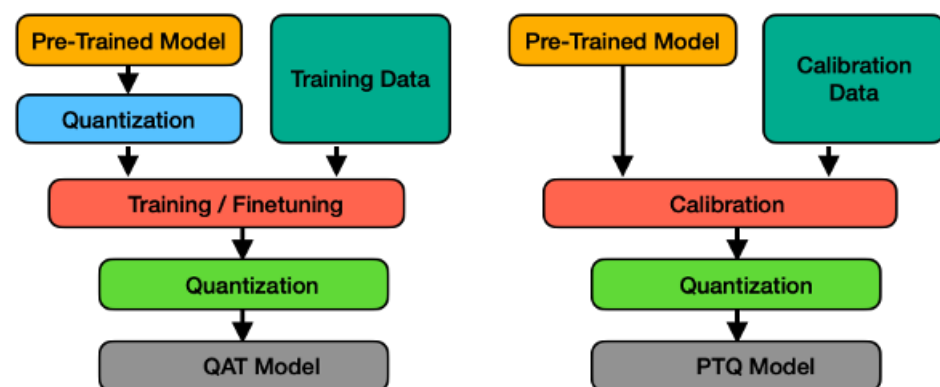 Pre-Trained Model
Training Data
Quantization
Training / Finetuning
Quantization
QAT Model
Pre-Trained Model
Calibration
Data
Calibration
Quantization
PTQ Model